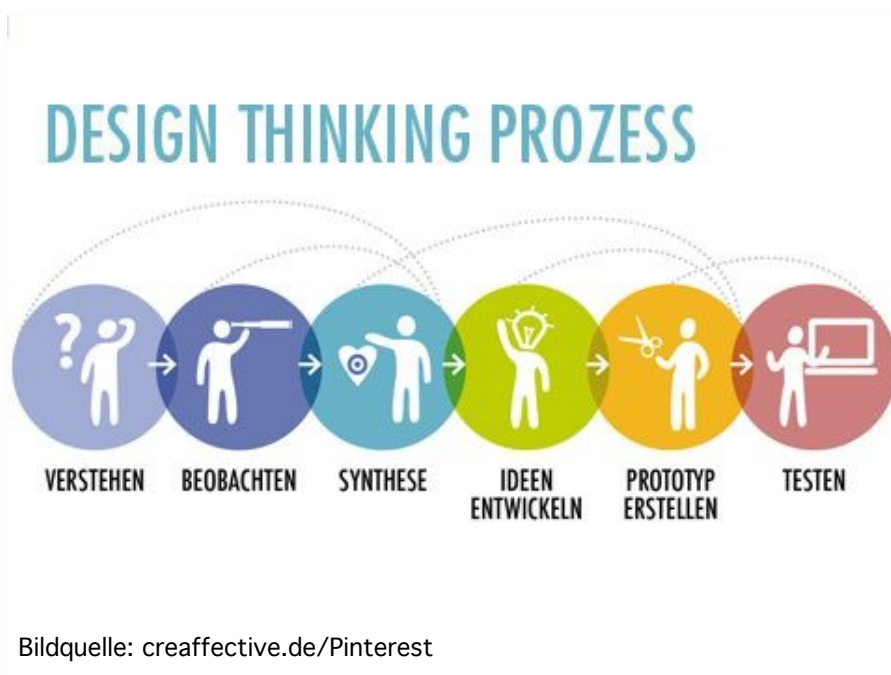 DESIGN THINKING PROZESS
?
VERSTEHEN
BEOBACHTEN
SYNTHESE
IDEEN
ENTWICKELN
PROTOTYP
ERSTELLEN
TESTEN
Bildquelle: creaffective.de/Pinterest